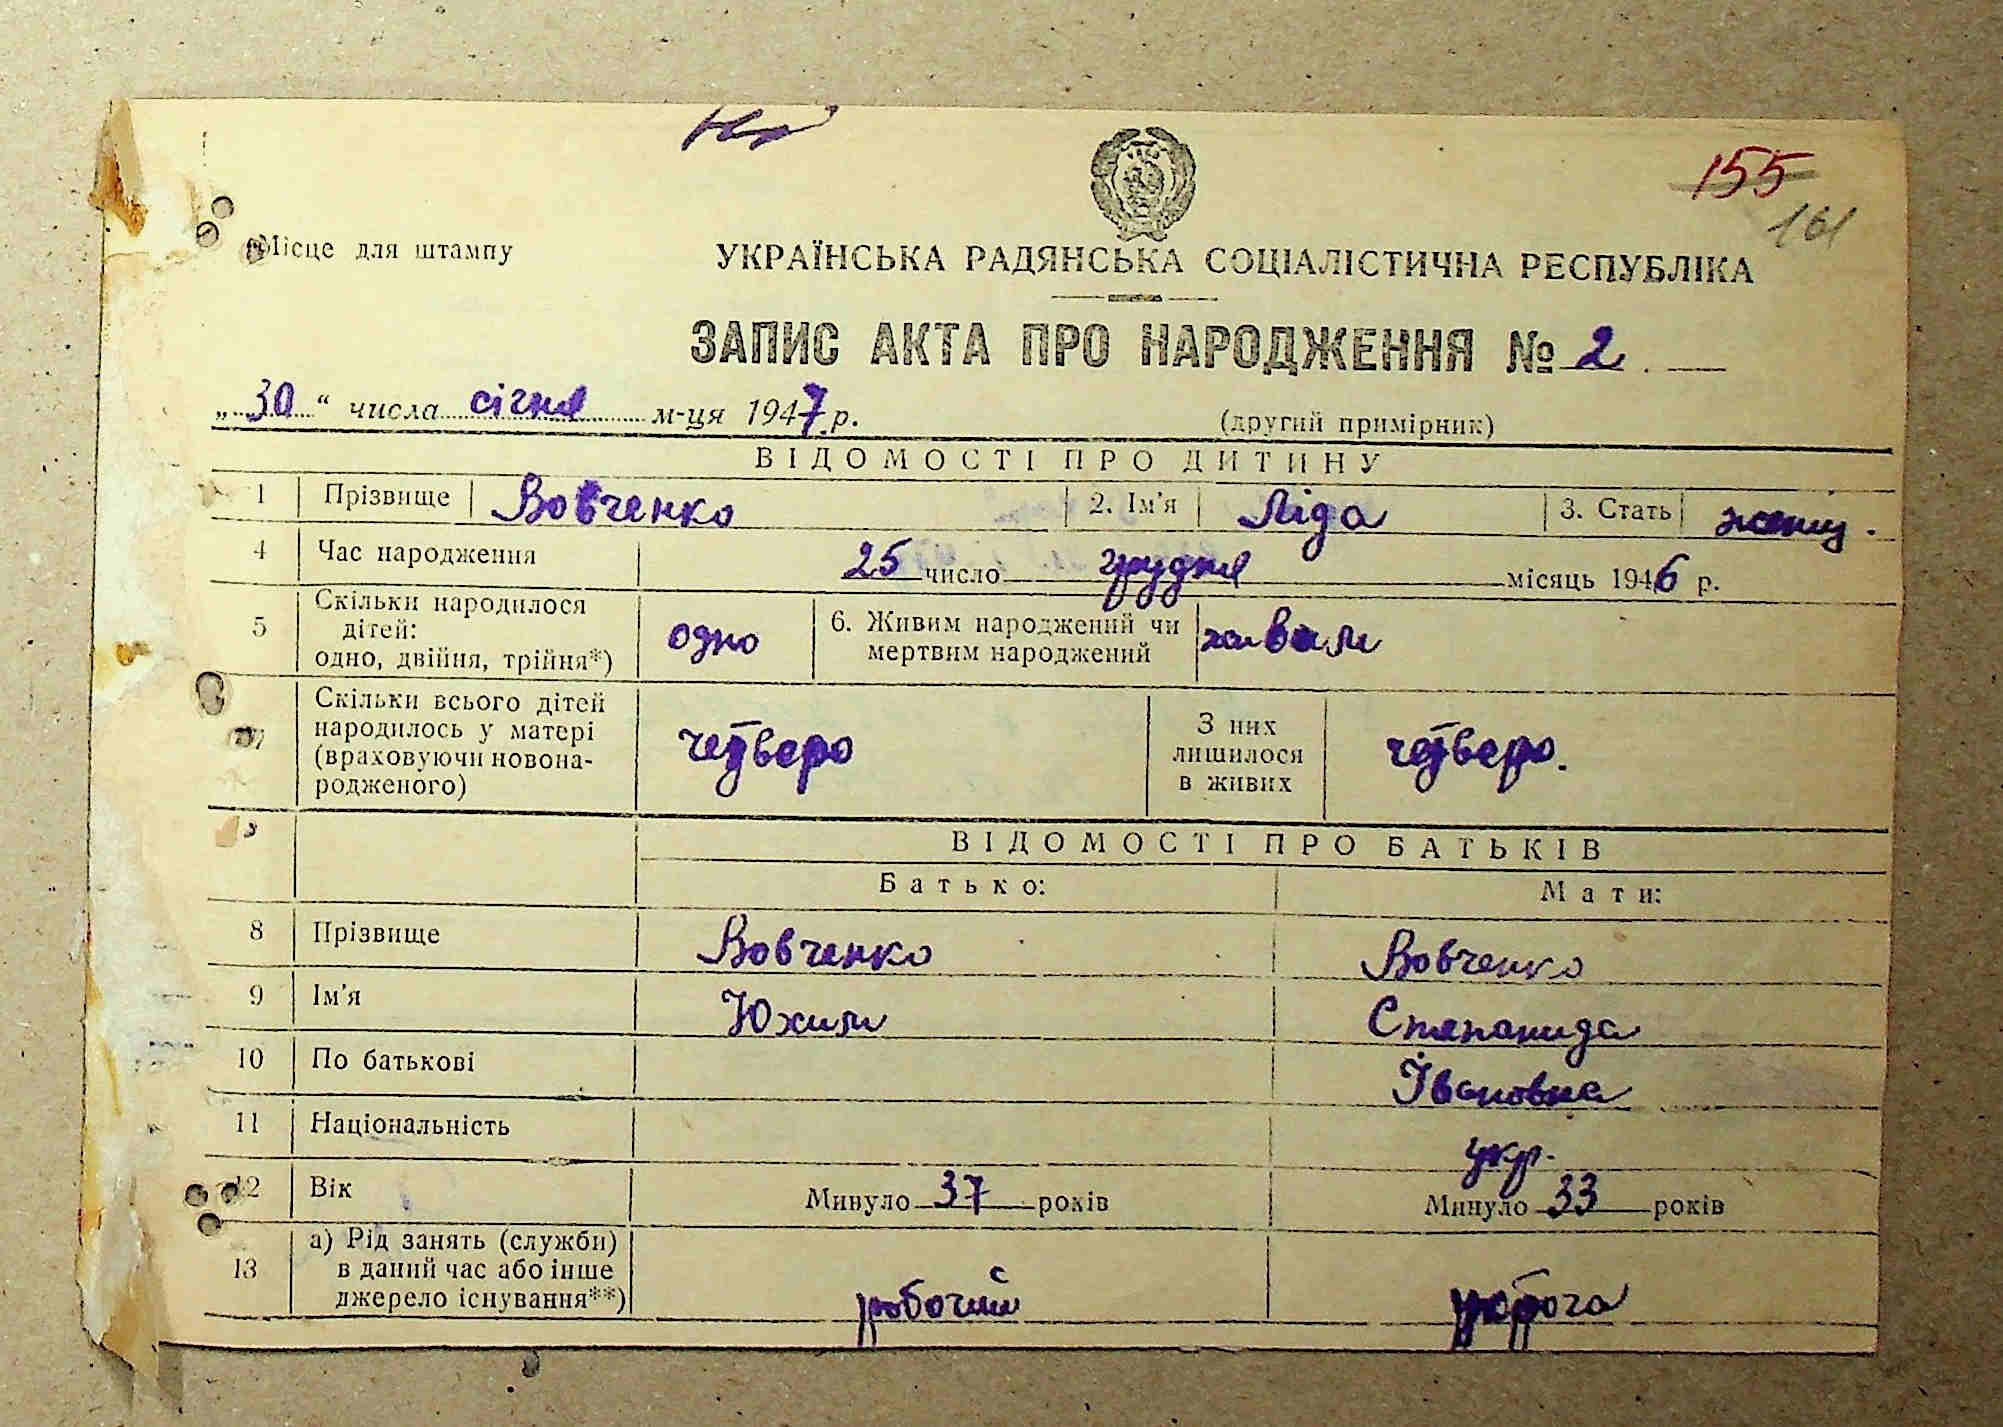 155
161
Місце для штампу
УКРАЇНСЬКА РАДЯНСЬКА СОЦІАЛІСТИЧНА РЕСПУБЛІКА
ЗАПИС АКТА ПРО НАРОДЖЕННЯ № 2
„30“ числа січня м-ця 1947 р.
(другий примірник)
ВІДОМОСТІ ПРО ДИТИНУ
1 Прізвище Вовченко 2. Ім'я Ліда 3. Стать
4 Час народження 25 число грудня місяць 1946 р.
5 Скільки народилося
дітей:
одно, двійня, трійня*)
одно
6. Живим народжений чи
мертвим народжений
живим
Скільки всього дітей
народилось у матері
(враховуючи новона-
родженого)
четверо
З них
лишилося
в живих
четверо.
ВІДОМОСТІ ПРО БАТЬКІВ
Батько: Мати:
8 Прізвище Вовченко Вовченко
9 Ім'я Юхим Степанида
10 По батькові Івановна
11 Національність укр.
12 Вік Минуло 37 років Минуло 33 років
13 а) Рід занять (служби)
в даний час або інше
джерело існування**)
робочий